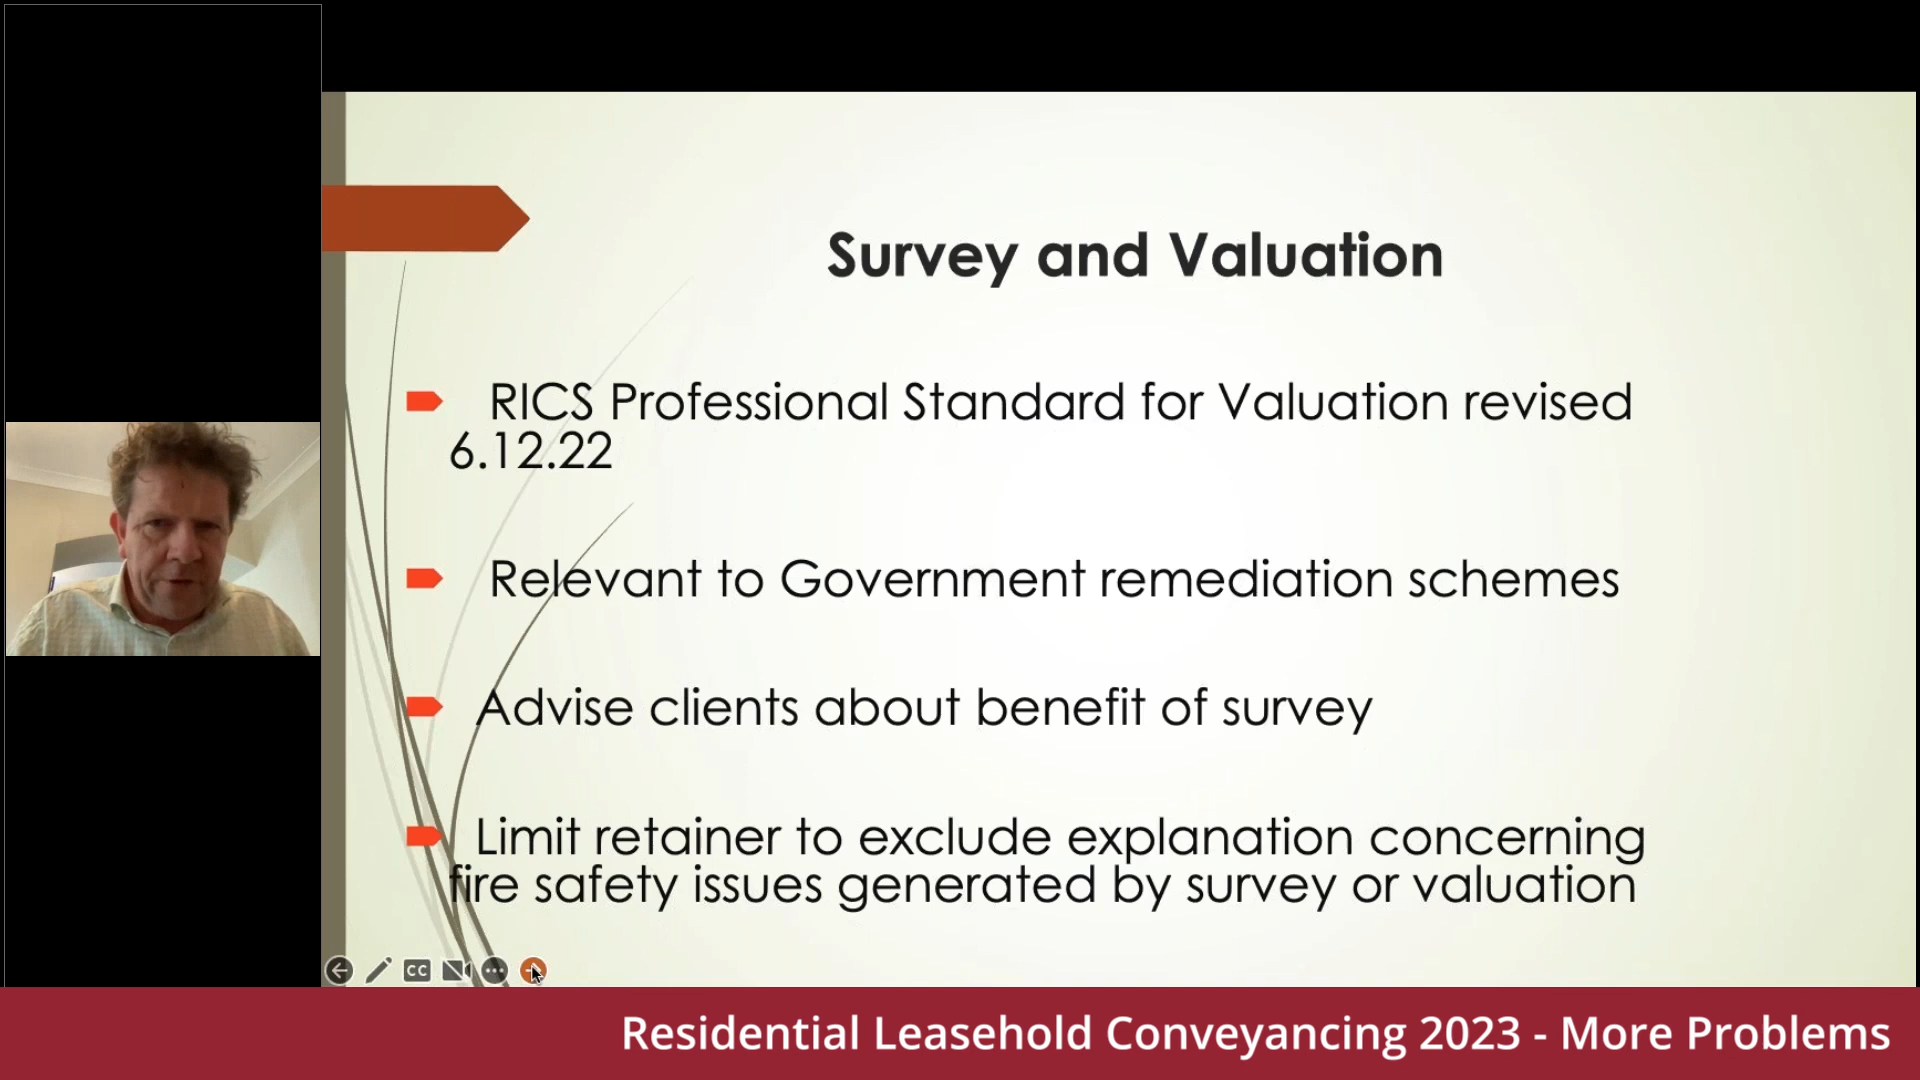 Survey and Valuation
RICS Professional Standard for Valuation revised
6.12.22
Relevant to Government remediation schemes
Advise clients about benefit of survey
Limit retainer to exclude explanation concerning
fire safety issues generated by survey or valuation
CC
Residential Leasehold Conveyancing 2023 - More Problems